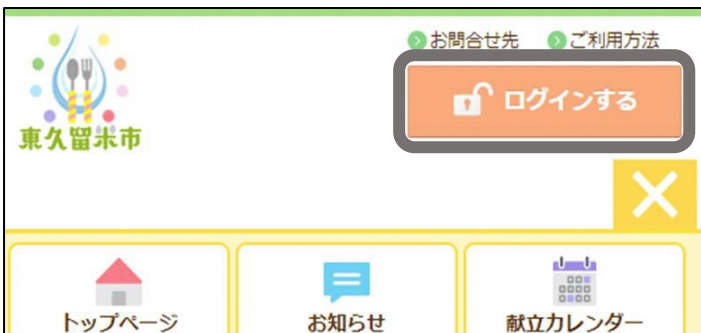 お問合せ先 ご利用方法
ログインする
東久留米市
トップページ お知らせ 献立カレンダー